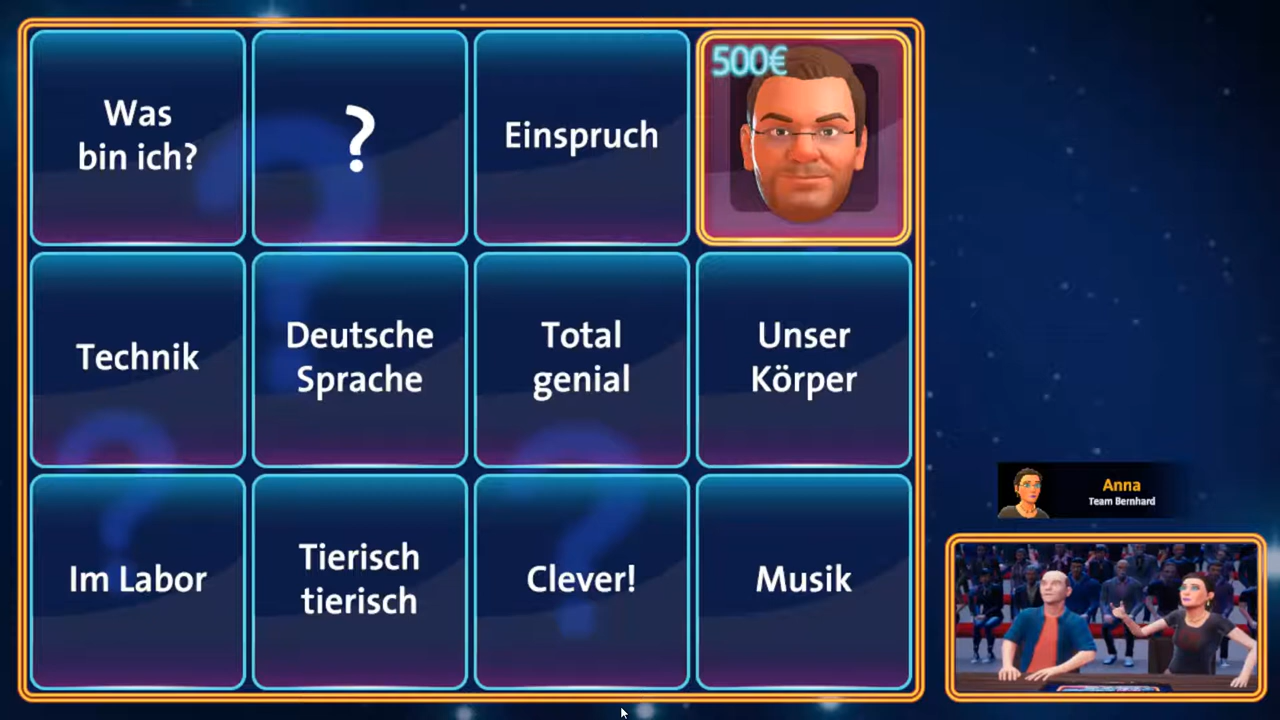 Was
bin ich?
?
Einspruch
500€
Technik
Deutsche
Sprache
Total
genial
Unser
Körper
Im Labor
Tierisch
tierisch
Clever!
Musik
Anna
Team Bernhard